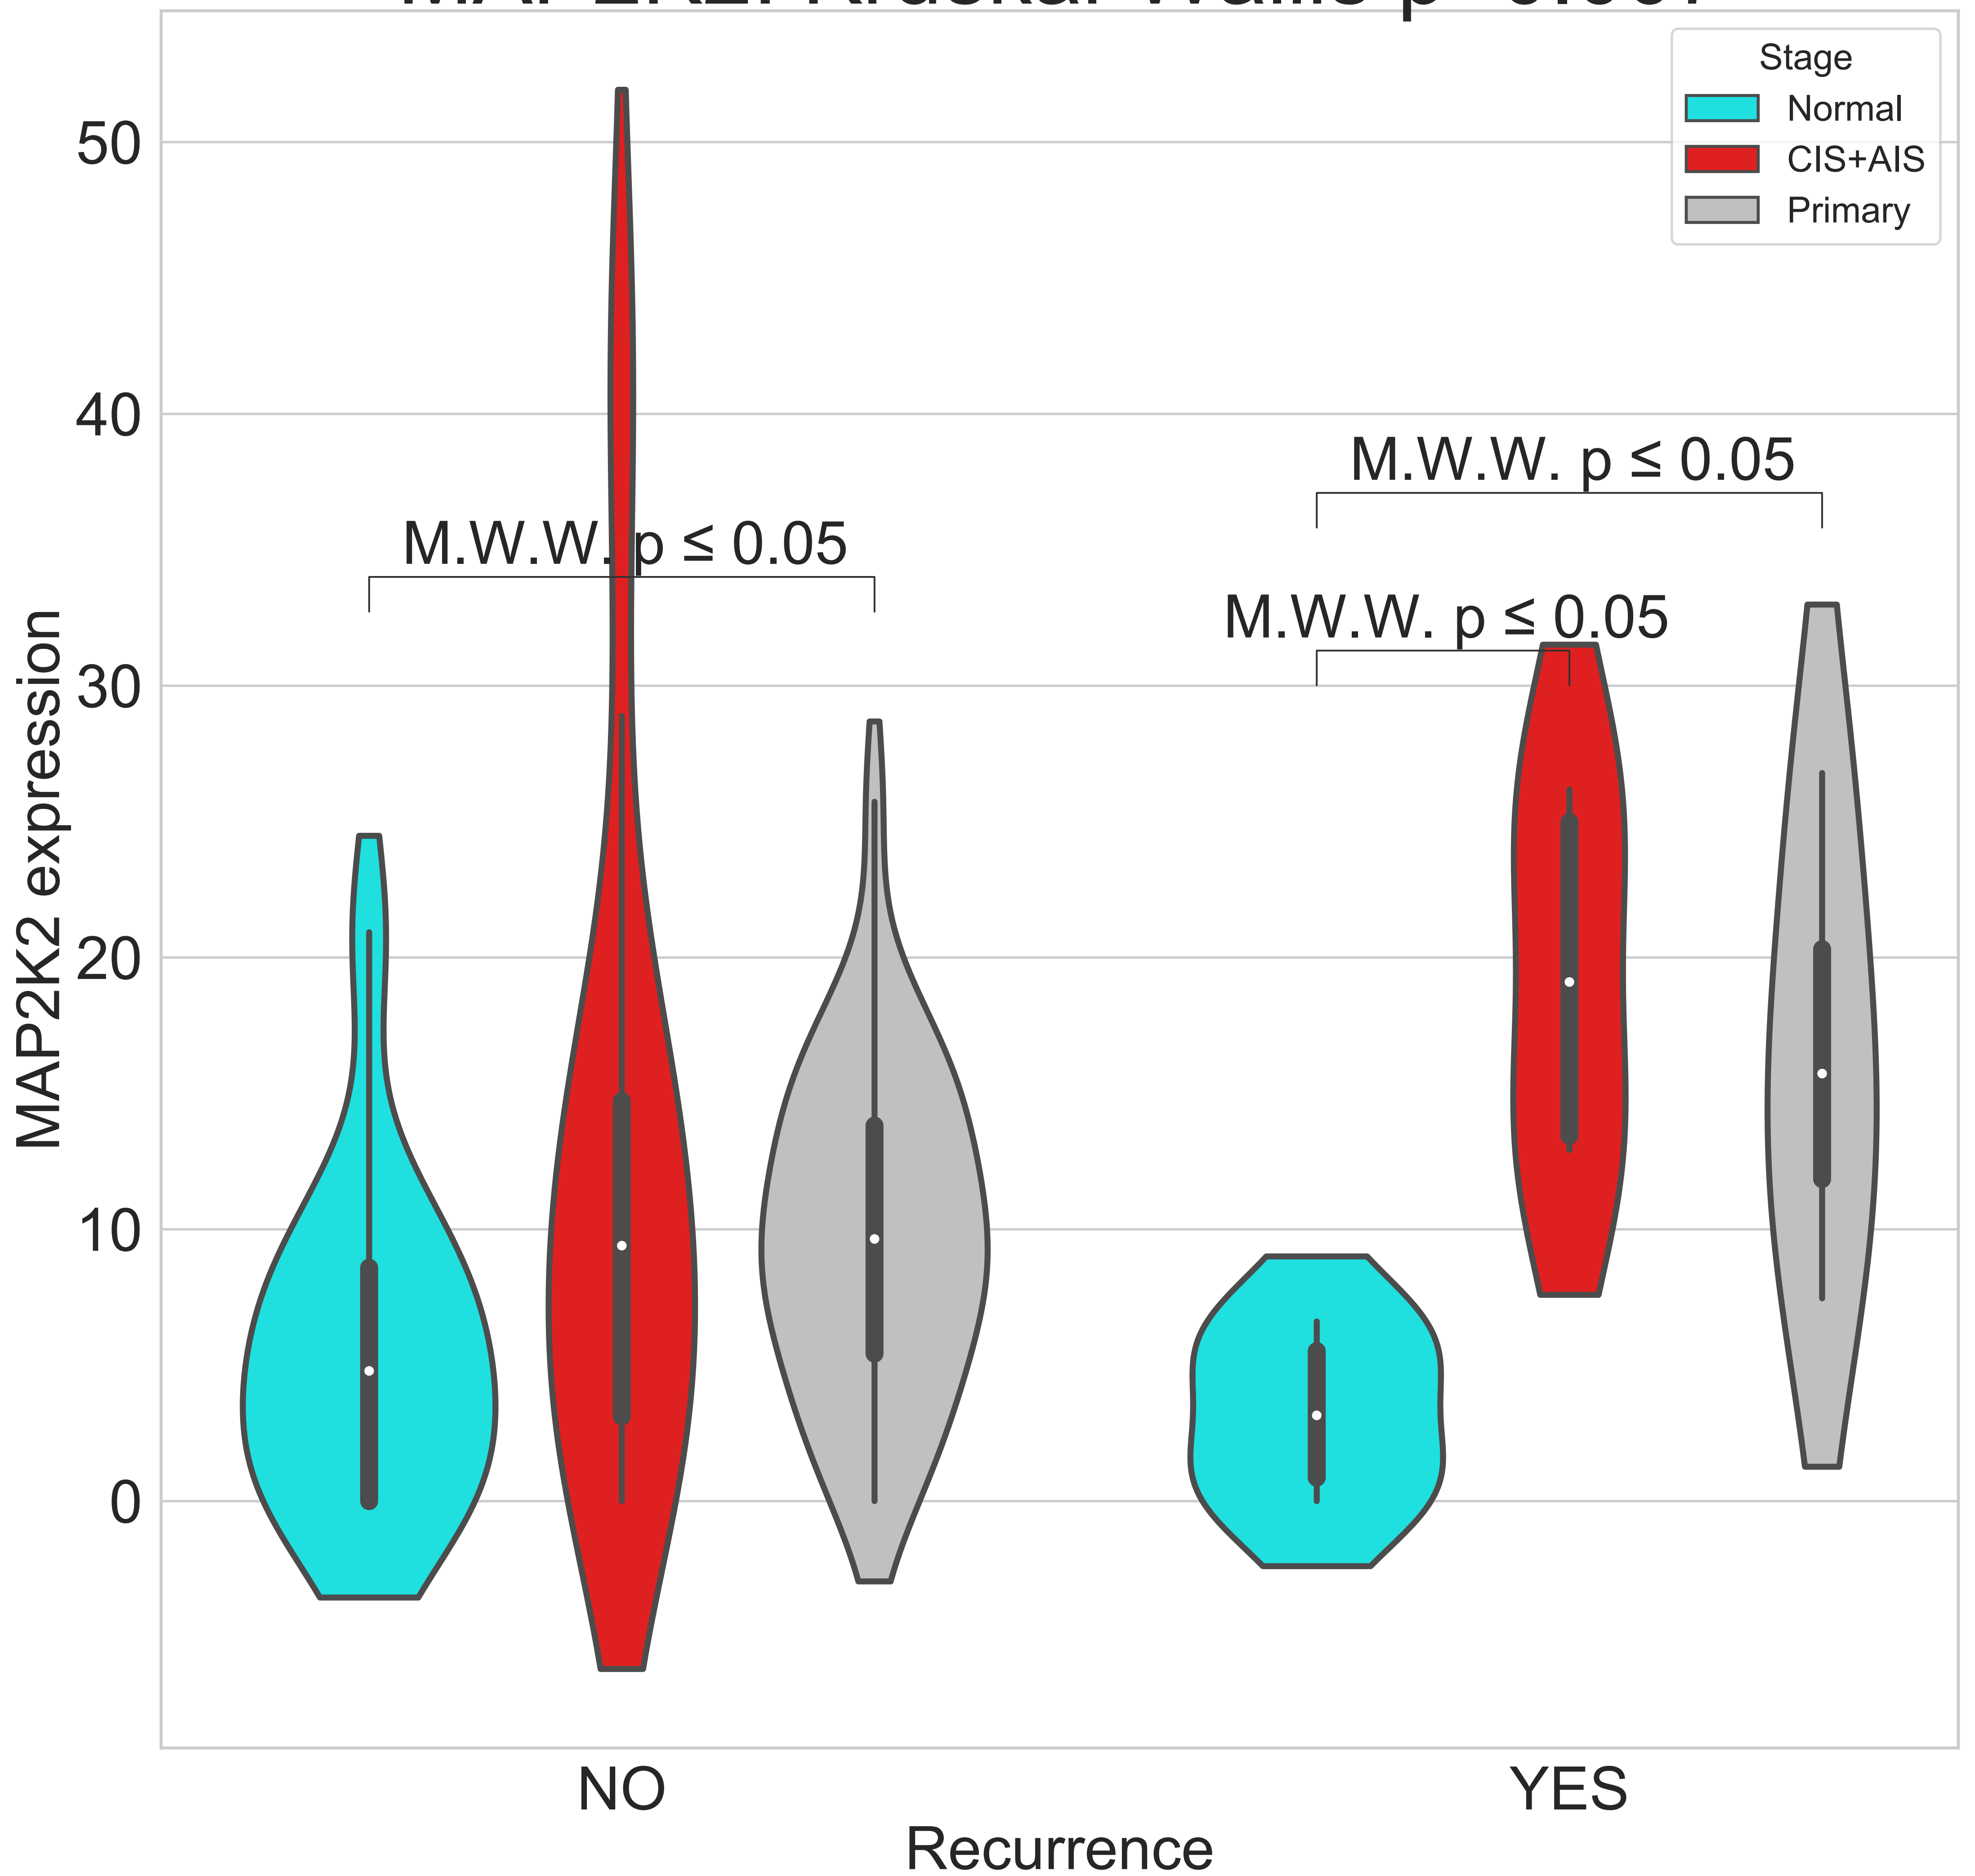 Stage
Normal
CIS+AIS
Primary
50
40
30
20
10
0
MAP2K2 expression
M.W.W. p ≤ 0.05
M.W.W. p ≤ 0.05
M.W.W. p ≤ 0.05
NO
YES
Recurrence